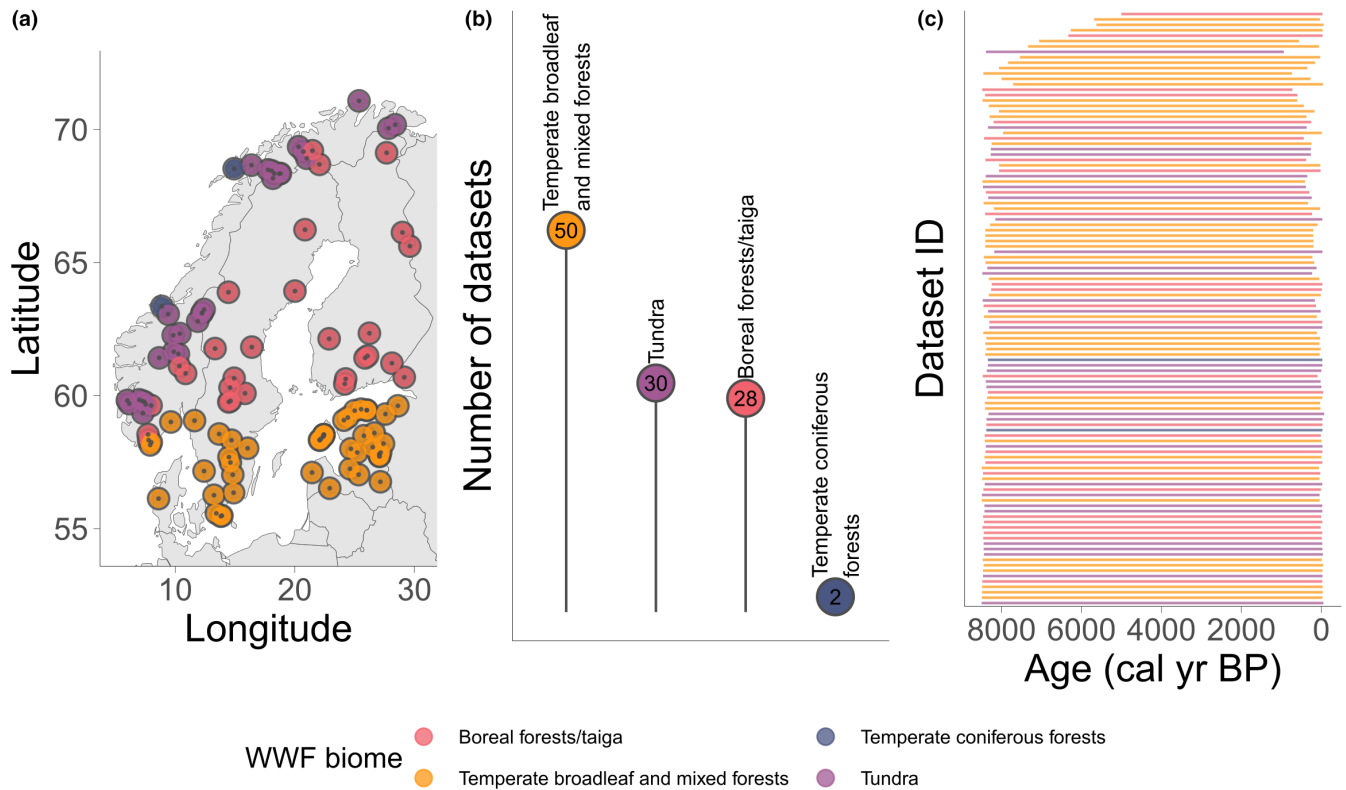 (a)
Latitude
70
65
60
55
10
20
30
Longitude
(b)
Number of datasets
Temperate broadleaf
and mixed forests
50
Tundra
30
Boreal forests/taiga
28
Temperate coniferous
forests
2
(c)
Dataset ID
8000
6000
4000
2000
0
Age (cal yr BP)
WWF biome
Boreal forests/taiga
Temperate broadleaf and mixed forests
Temperate coniferous forests
Tundra